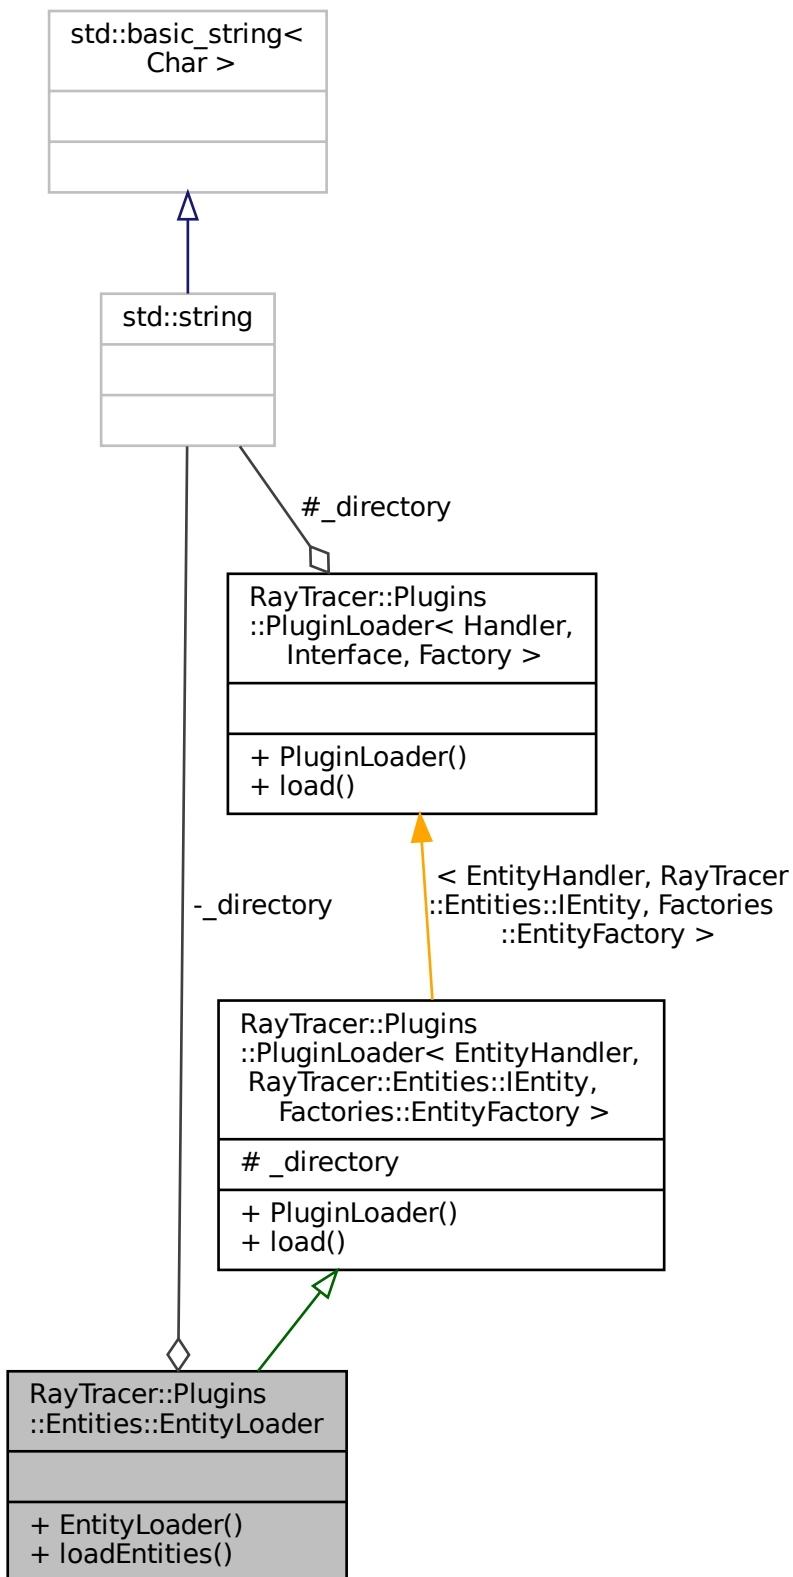 std::basic_string<
Char >
std::string
#_directory
RayTracer::Plugins
::PluginLoader< Handler,
Interface, Factory >
+ PluginLoader()
+ load()
-_directory
< EntityHandler, RayTracer
::Entities::IEntity, Factories
::EntityFactory >
RayTracer::Plugins
::PluginLoader< EntityHandler,
RayTracer::Entities::IEntity,
Factories::EntityFactory >
# _directory
+ PluginLoader()
+ load()
RayTracer::Plugins
::Entities::EntityLoader
+ EntityLoader()
+ loadEntities()